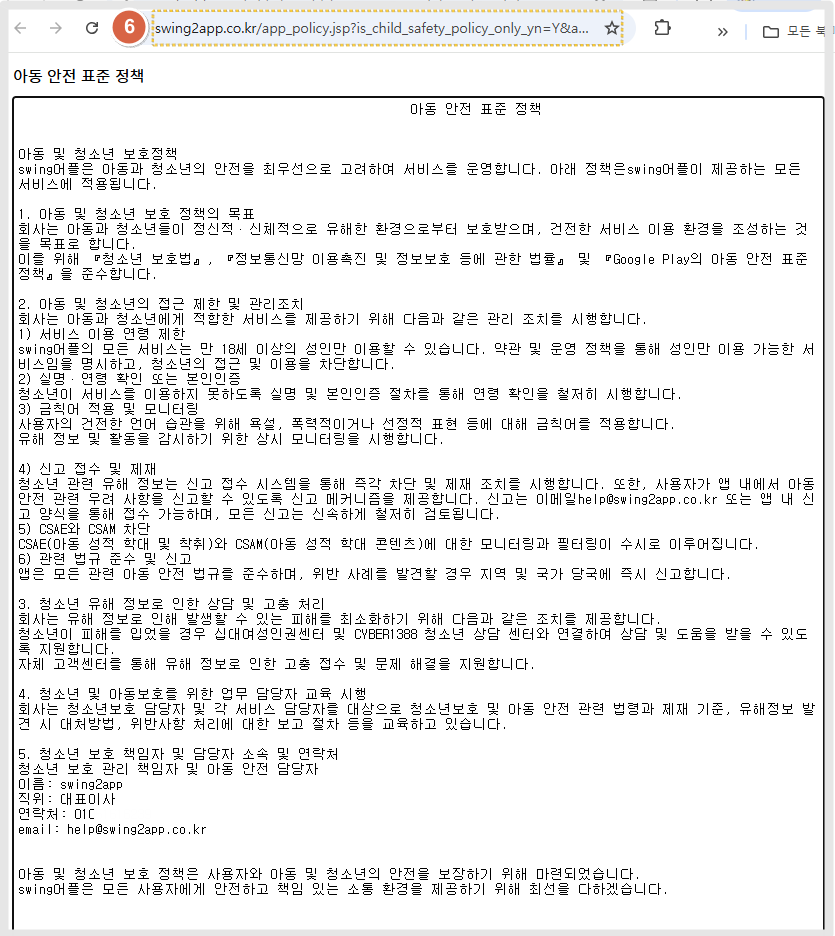 6
swing2app.co.kr/app_policy.jsp?is_child_safety_policy_only_yn=Y&a...
모든 북
아동 안전 표준 정책
아동 안전 표준 정책
아동 및 청소년 보호정책
swing어플은 아동과 청소년의 안전을 최우선으로 고려하여 서비스를 운영합니다. 아래 정책은swing어플이 제공하는 모든
서비스에 적용됩니다.
1. 아동 및 청소년 보호 정책의 목표
회사는 아동과 청소년들이 정신적·신체적으로 유해한 환경으로부터 보호받으며, 건전한 서비스 이용 환경을 조성하는 것
을 목표로 합니다.
이를 위해 『청소년 보호법』, 『정보통신망 이용촉진 및 정보보호 등에 관한 법률』 및 『Google Play의 아동 안전 표준
정책』을 준수합니다.
2. 아동 및 청소년의 접근 제한 및 관리조치
회사는 아동과 청소년에게 적합한 서비스를 제공하기 위해 다음과 같은 관리 조치를 시행합니다.
1) 서비스 이용 연령 제한
swing어플의 모든 서비스는 만 18세 이상의 성인만 이용할 수 있습니다. 약관 및 운영 정책을 통해 성인만 이용 가능한 서
비스임을 명시하고, 청소년의 접근 및 이용을 차단합니다.
2) 실명·연령 확인 또는 본인인증
청소년이 서비스를 이용하지 못하도록 실명 및 본인인증 절차를 통해 연령 확인을 철저히 시행합니다.
3) 금칙어 적용 및 모니터링
사용자의 건전한 언어 습관을 위해 욕설, 폭력적이거나 선정적 표현 등에 대해 금칙어를 적용합니다.
유해 정보 및 활동을 감시하기 위한 상시 모니터링을 시행합니다.
4) 신고 접수 및 제재
청소년 관련 유해 정보는 신고 접수 시스템을 통해 즉각 차단 및 제재 조치를 시행합니다. 또한, 사용자가 앱 내에서 아동
안전 관련 우려 사항을 신고할 수 있도록 신고 메커니즘을 제공합니다. 신고는 이메일help@swing2app.co.kr 또는 앱 내 신
고 양식을 통해 접수 가능하며, 모든 신고는 신속하게 철저히 검토됩니다.
5) CSAE와 CSAM 차단
CSAE(아동 성적 학대 및 착취)와 CSAM(아동 성적 학대 콘텐츠)에 대한 모니터링과 필터링이 수시로 이루어집니다.
6) 관련 법규 준수 및 신고
앱은 모든 관련 아동 안전 법규를 준수하며, 위반 사례를 발견할 경우 지역 및 국가 당국에 즉시 신고합니다.
3. 청소년 유해 정보로 인한 상담 및 고충 처리
회사는 유해 정보로 인해 발생할 수 있는 피해를 최소화하기 위해 다음과 같은 조치를 제공합니다.
청소년이 피해를 입었을 경우 십대여성인권센터 및 CYBER1388 청소년 상담 센터와 연결하여 상담 및 도움을 받을 수 있도
록 지원합니다.
자체 고객센터를 통해 유해 정보로 인한 고충 접수 및 문제 해결을 지원합니다.
4. 청소년 및 아동보호를 위한 업무 담당자 교육 시행
회사는 청소년보호 담당자 및 각 서비스 담당자를 대상으로 청소년보호 및 아동 안전 관련 법령과 제재 기준, 유해정보 발
견 시 대처방법, 위반사항 처리에 대한 보고 절차 등을 교육하고 있습니다.
5. 청소년 보호 책임자 및 담당자 소속 및 연락처
청소년 보호 관리 책임자 및 아동 안전 담당자
이름: swing2app
직위: 대표이사
연락처: 010
email: help@swing2app.co.kr
아동 및 청소년 보호 정책은 사용자와 아동 및 청소년의 안전을 보장하기 위해 마련되었습니다.
swing어플은 모든 사용자에게 안전하고 책임 있는 소통 환경을 제공하기 위해 최선을 다하겠습니다.